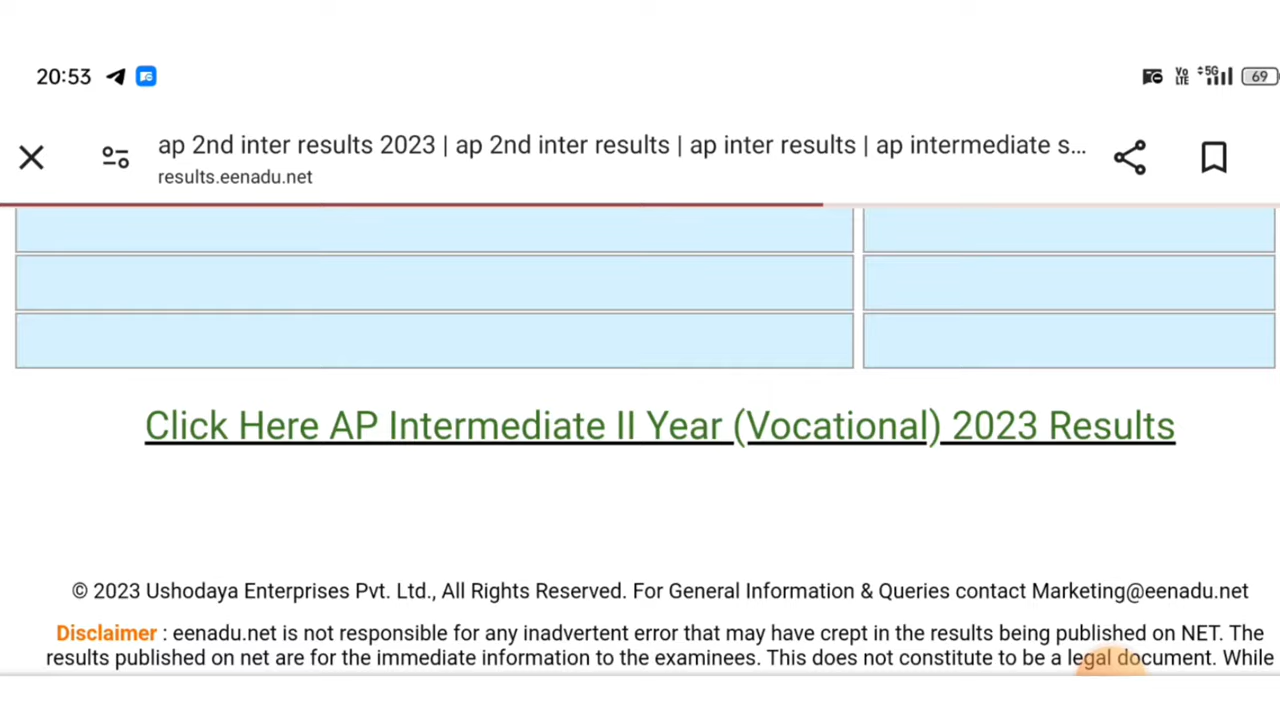 20:53
Vo LTE 5G 69
ap 2nd inter results 2023 | ap 2nd inter results | ap inter results | ap intermediate s...
results.eenadu.net
Click Here AP Intermediate II Year (Vocational) 2023 Results
© 2023 Ushodaya Enterprises Pvt. Ltd., All Rights Reserved. For General Information & Queries contact Marketing@eenadu.net
Disclaimer : eenadu.net is not responsible for any inadvertent error that may have crept in the results being published on NET. The
results published on net are for the immediate information to the examinees. This does not constitute to be a legal document. While